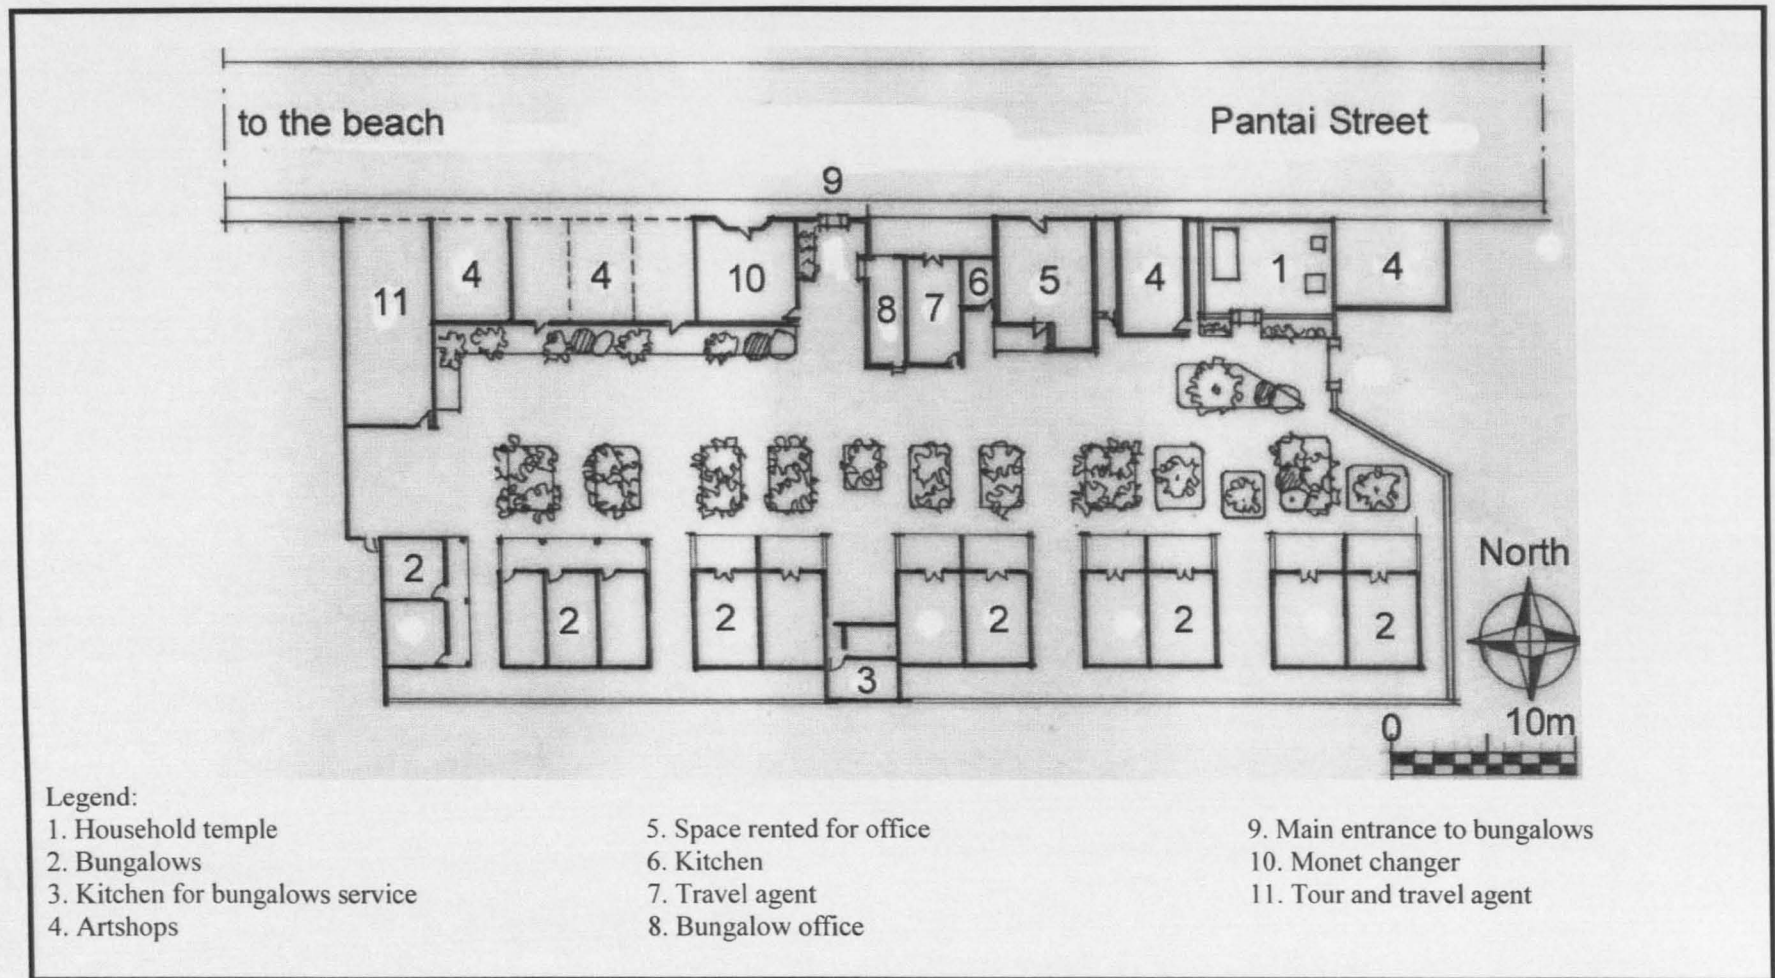 to the beach
Pantai Street
9
11
4
4
10
8
7
6
5
4
1
4
2
2
2
2
2
2
3
North
0
10m
Legend:
1. Household temple
2. Bungalows
3. Kitchen for bungalows service
4. Artshops
5. Space rented for office
6. Kitchen
7. Travel agent
8. Bungalow office
9. Main entrance to bungalows
10. Monet changer
11. Tour and travel agent